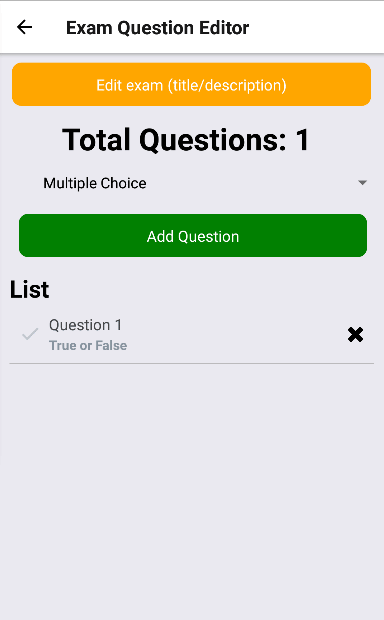 Exam Question Editor
Edit exam (title/description)
Total Questions: 1
Multiple Choice
Add Question
List
Question 1
True or False